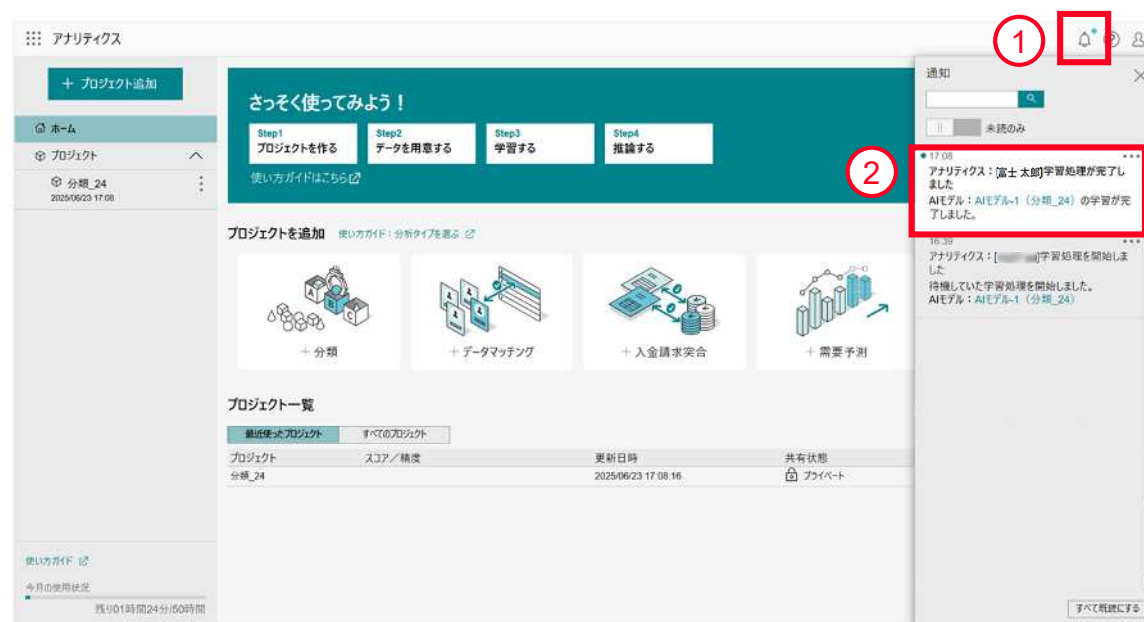 アナリティクス
1
＋ プロジェクト追加
ホーム
プロジェクト
分類_24
2025/06/23 17:08
さっそく使ってみよう！
Step1
プロジェクトを作る
Step2
データを用意する
Step3
学習する
Step4
推論する
使い方ガイドはこちら
プロジェクトを追加 使い方ガイド：分析タイプを選ぶ
A
B
C
＋分類
＋データマッチング
＋入金請求突合
＋需要予測
プロジェクト一覧
最近使ったプロジェクト すべてのプロジェクト
プロジェクト スコア／精度 更新日時 共有状態
分類_24 2025/06/23 17:08:16 プライベート
使い方ガイド
今月の使用状況
残り01時間24分/50時間
通知
未読のみ
2
17:08
アナリティクス：[富士 太郎]学習処理が完了し
ました
AIモデル：AIモデル-1（分類_24）の学習が完
了しました。
16:39
アナリティクス：[ ]学習処理を開始しま
した
待機していた学習処理を開始しました。
AIモデル：AIモデル-1（分類_24）
すべて既読にする